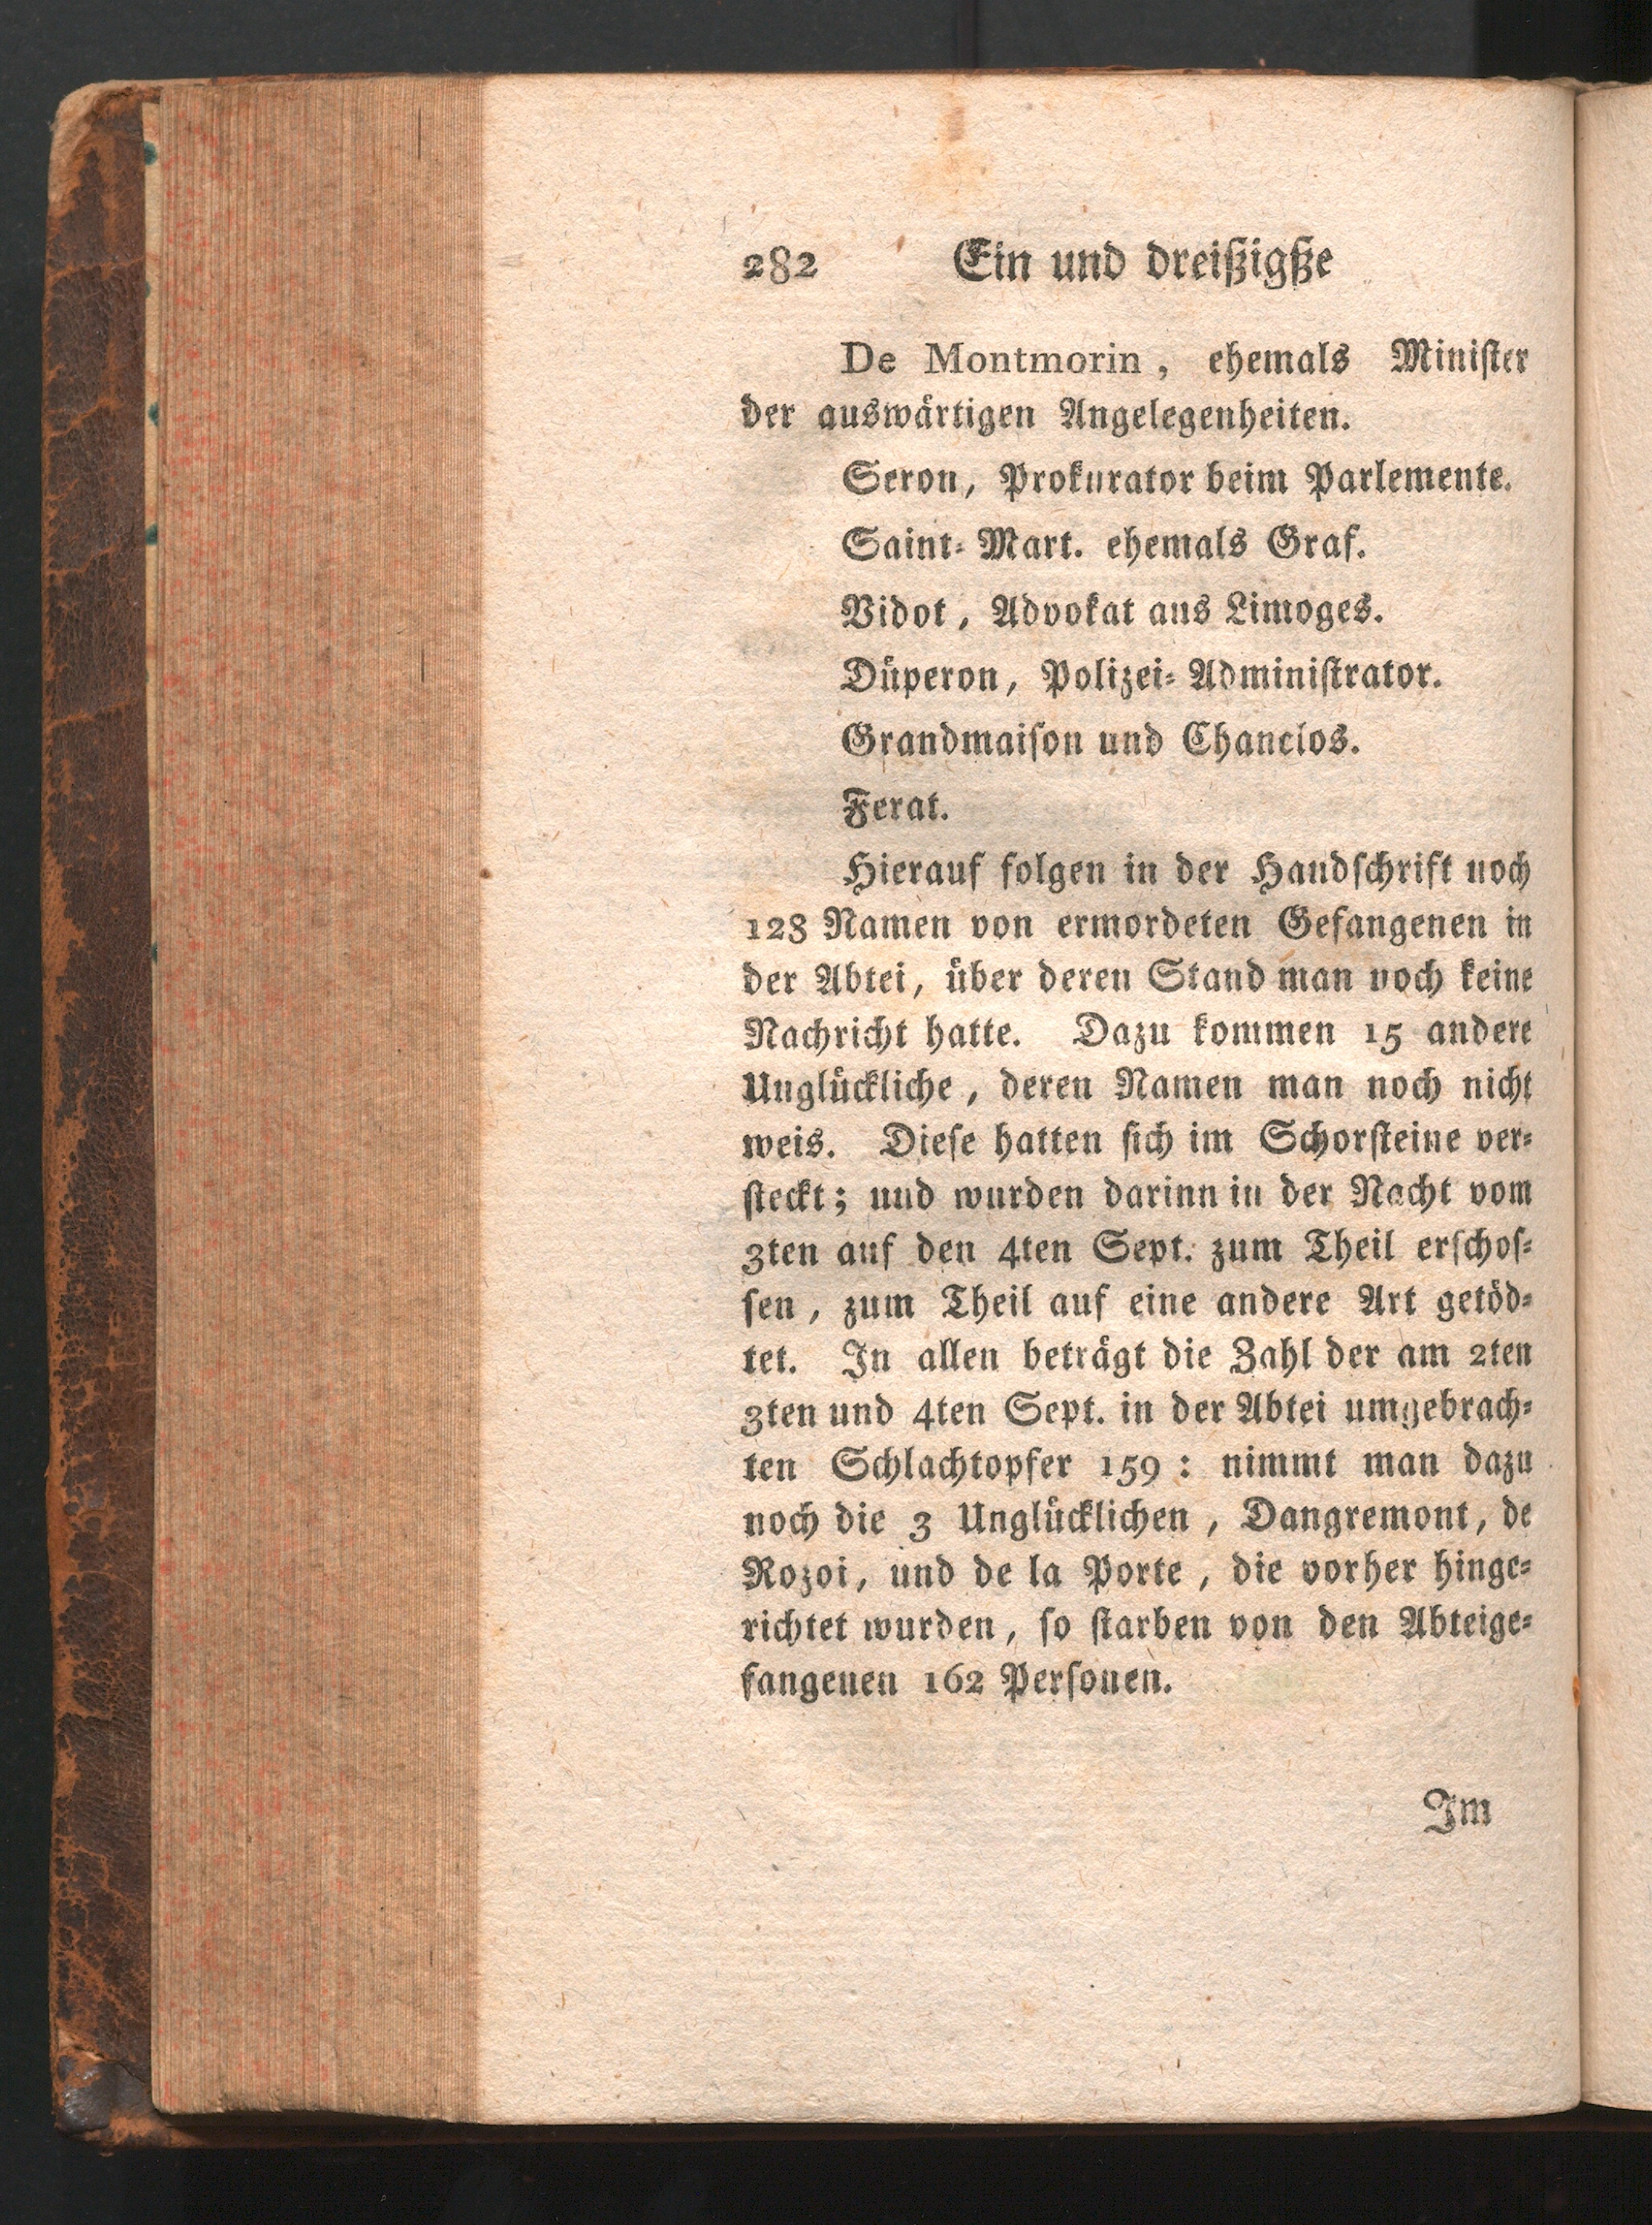 282 Ein und dreißigße
De Montmorin, ehemals Miniſter
der auswärtigen Angelegenheiten.
Seron, Prokurator beim Parlemente.
Saint-Mart. ehemals Graf.
Vidot, Advokat aus Limoges.
Düperon, Polizei-Adminiſtrator.
Grandmaiſon und Chanclos.
Ferat.
Hierauf folgen in der Handſchrift noch
128 Namen von ermordeten Gefangenen in
der Abtei, über deren Stand man noch keine
Nachricht hatte. Dazu kommen 15 andere
Unglückliche, deren Namen man noch nicht
weis. Dieſe hatten ſich im Schorſteine ver-
ſteckt; und wurden darinn in der Nacht vom
3ten auf den 4ten Sept. zum Theil erſchoſ-
ſen, zum Theil auf eine andere Art getöd-
tet. In allen beträgt die Zahl der am 2ten
3ten und 4ten Sept. in der Abtei umgebrach-
ten Schlachtopfer 159: nimmt man dazu
noch die 3 Unglücklichen, Dangremont, de
Rozoi, und de la Porte, die vorher hinge-
richtet wurden, ſo ſtarben von den Abteige-
fangenen 162 Perſonen.
Im